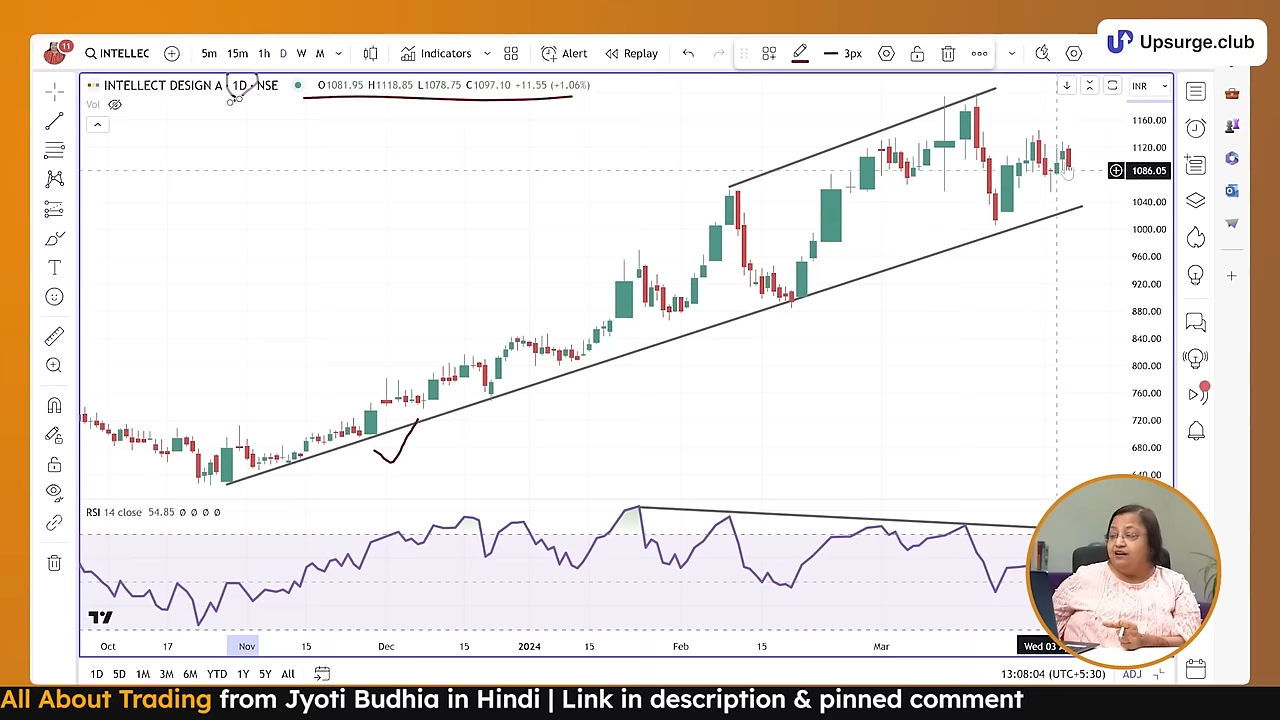 11
INTELLEC
5m 15m 1h D W M
Indicators
Alert
Replay
3px
Upsurge.club
INTELLECT DESIGN A 1D NSE
O1081.95 H1118.85 L1078.75 C1097.10 +11.55 (+1.06%)
INR
Vol
1160.00
1120.00
1086.05
1040.00
1000.00
960.00
920.00
880.00
840.00
800.00
760.00
720.00
680.00
640.00
RSI 14 close 54.85 Ø Ø Ø Ø
Oct 17 Nov 15 Dec 15 2024 15 Feb 15 Mar Wed 03
1D 5D 1M 3M 6M YTD 1Y 5Y All
13:08:04 (UTC+5:30)
ADJ
All About Trading from Jyoti Budhia in Hindi | Link in description & pinned comment